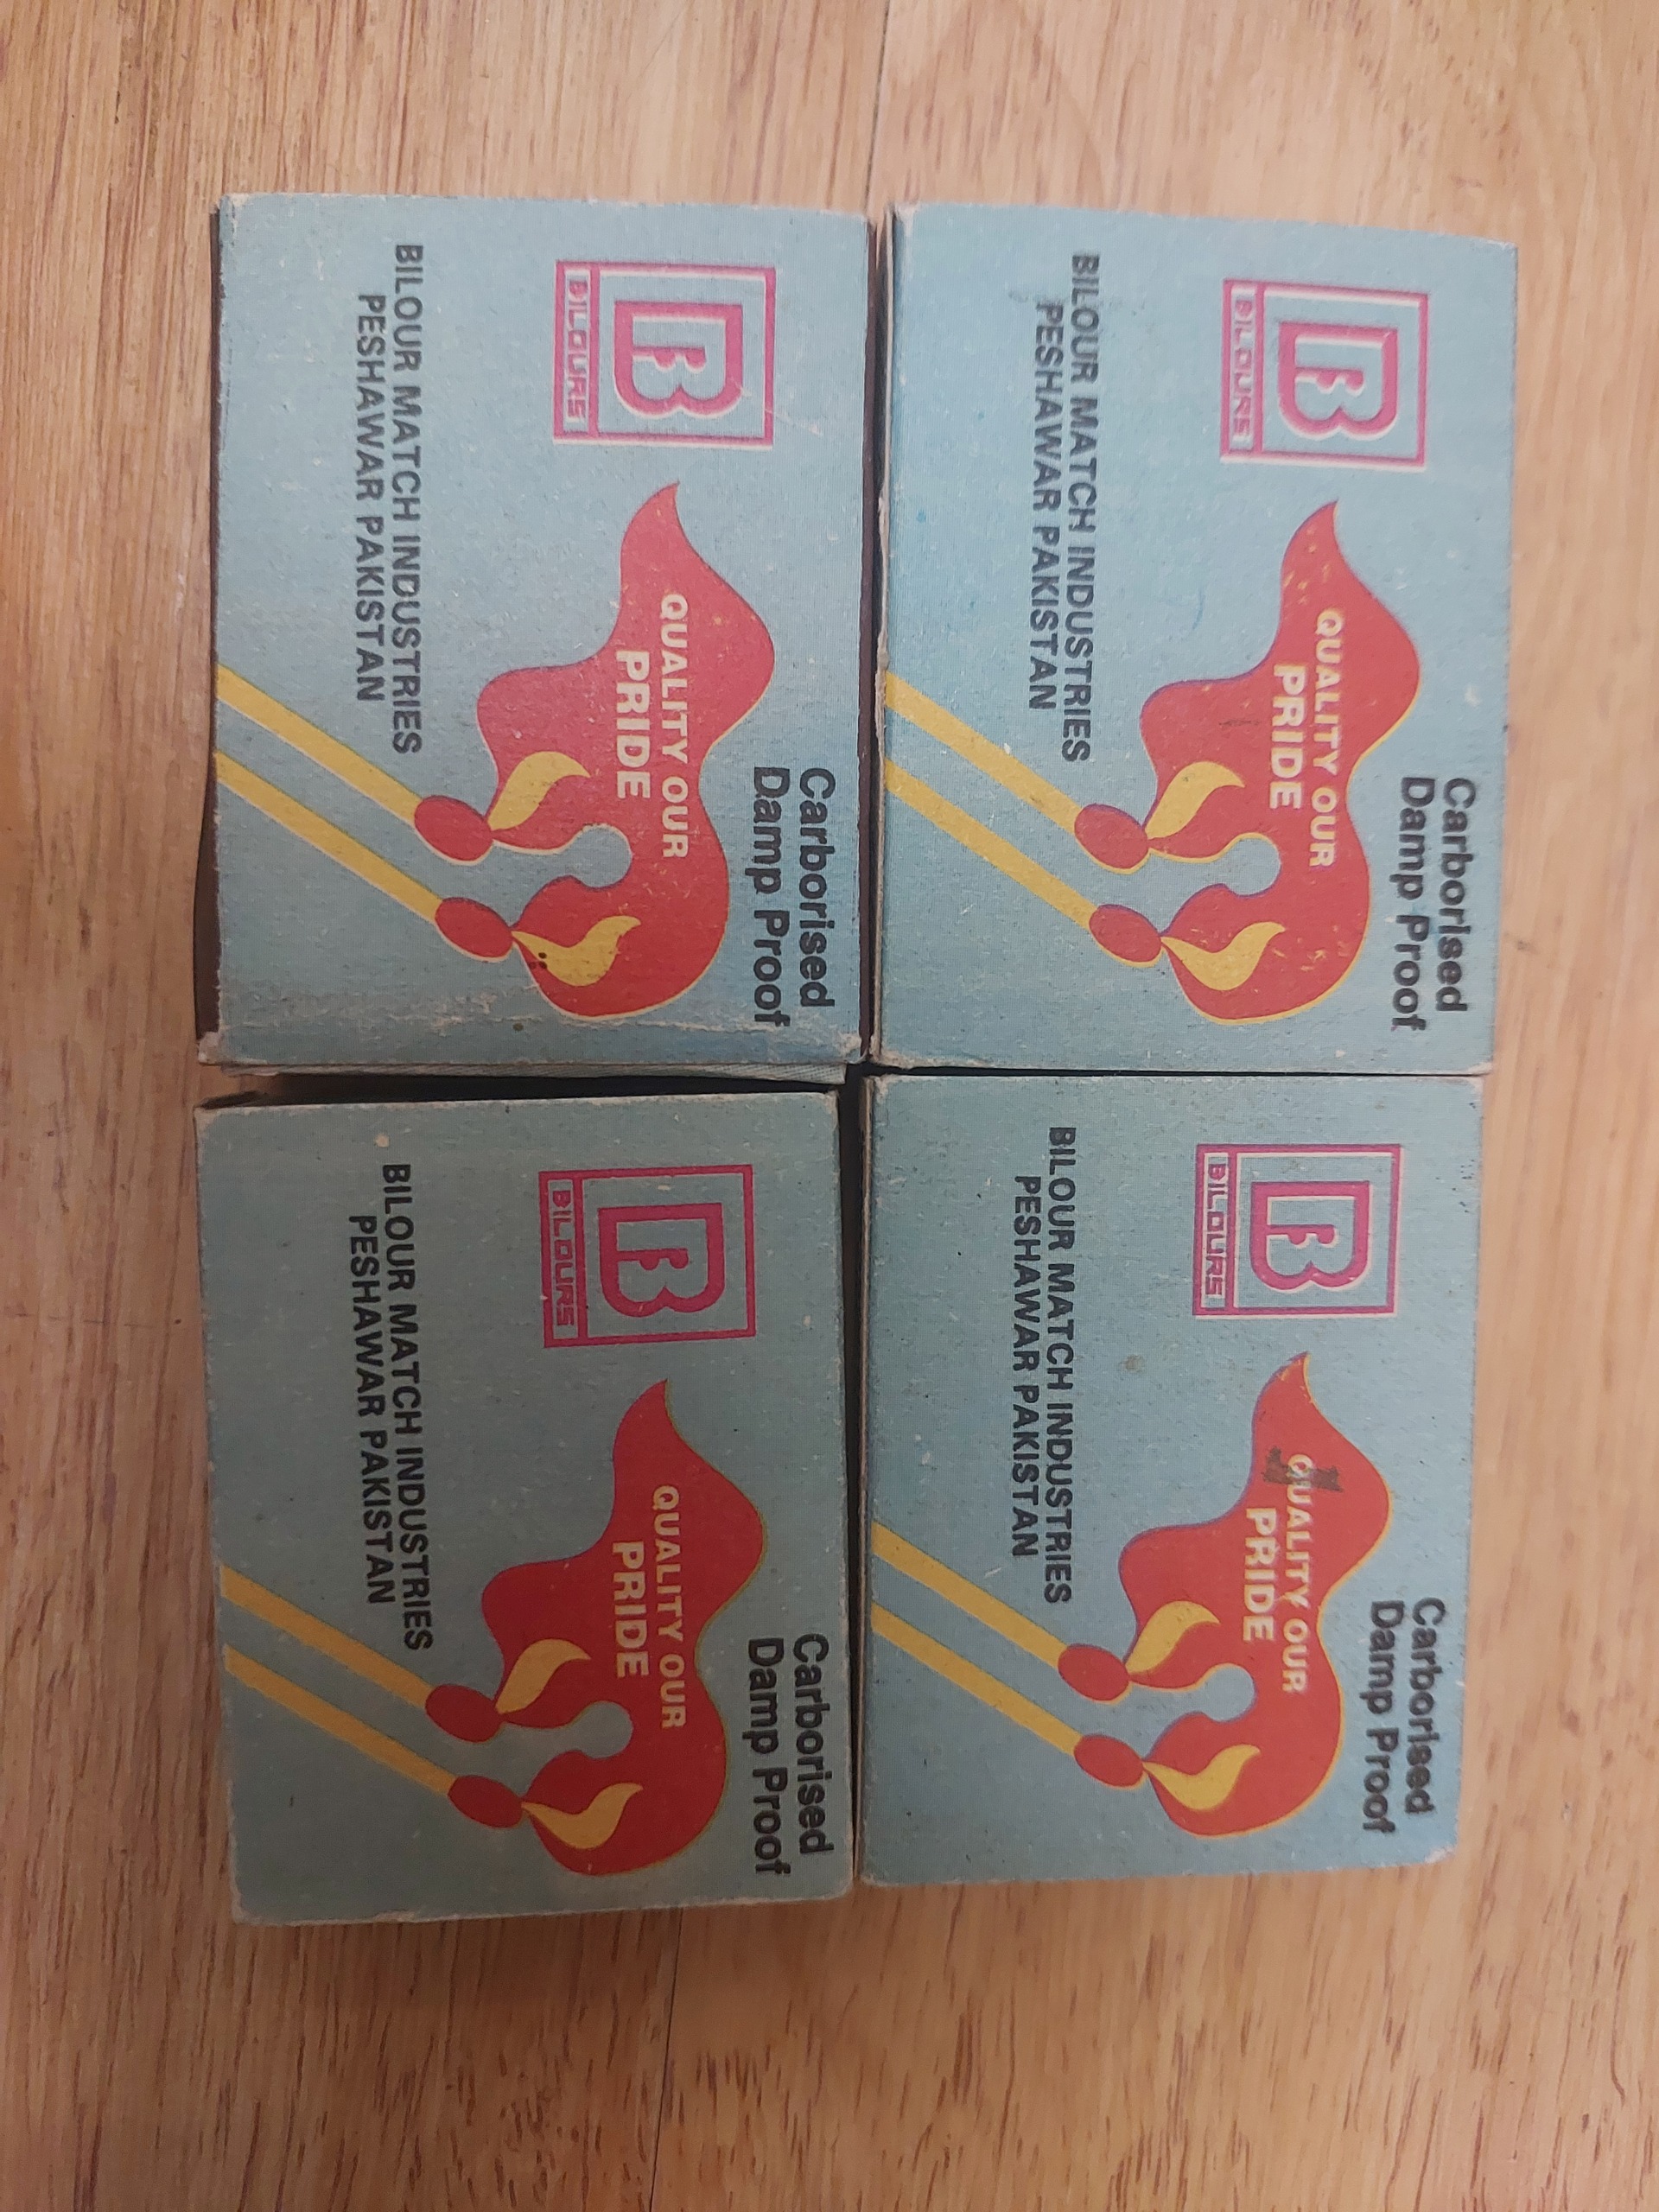 Carborised
Damp Proof
B
BILOURS
QUALITY OUR
PRIDE
BILOUR MATCH INDUSTRIES
PESHAWAR PAKISTAN
Carborised
Damp Proof
B
BILOURS
QUALITY OUR
PRIDE
BILOUR MATCH INDUSTRIES
PESHAWAR PAKISTAN
Carborised
Damp Proof
B
BILOURS
QUALITY OUR
PRIDE
BILOUR MATCH INDUSTRIES
PESHAWAR PAKISTAN
Carborised
Damp Proof
B
BILOURS
QUALITY OUR
PRIDE
BILOUR MATCH INDUSTRIES
PESHAWAR PAKISTAN